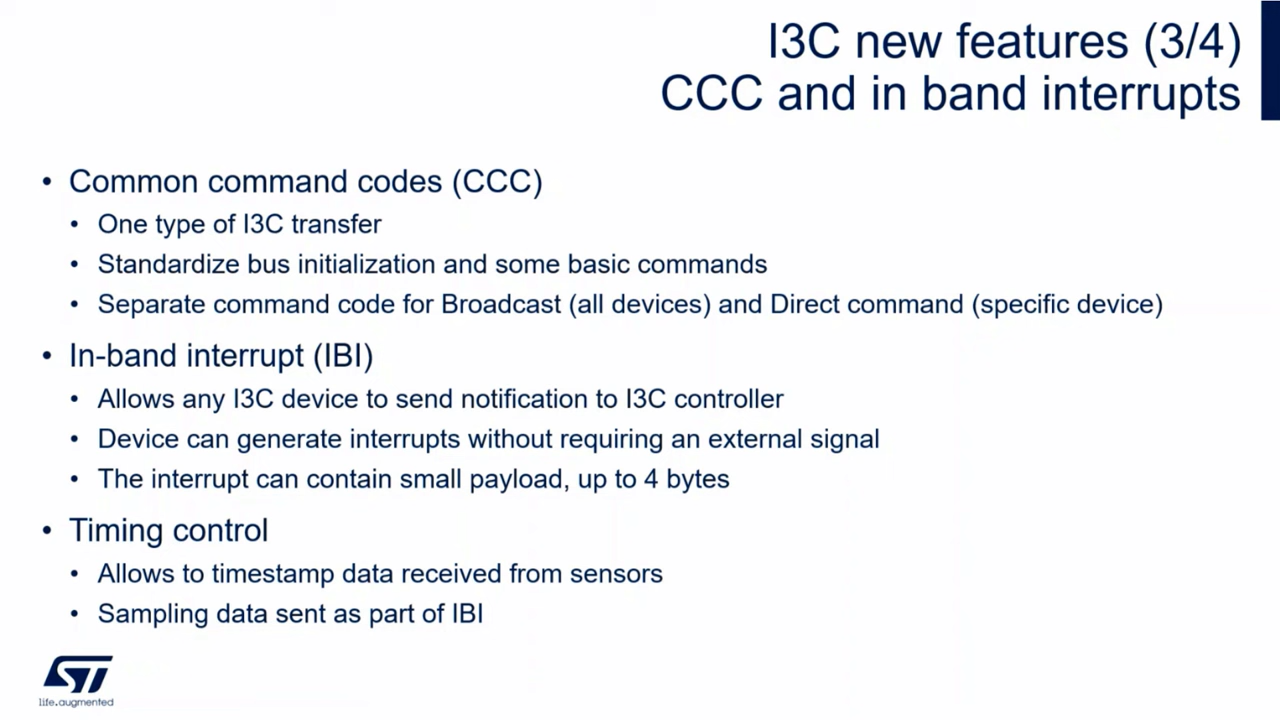 I3C new features (3/4)
CCC and in band interrupts
• Common command codes (CCC)
• One type of I3C transfer
• Standardize bus initialization and some basic commands
• Separate command code for Broadcast (all devices) and Direct command (specific device)
• In-band interrupt (IBI)
• Allows any I3C device to send notification to I3C controller
• Device can generate interrupts without requiring an external signal
• The interrupt can contain small payload, up to 4 bytes
• Timing control
• Allows to timestamp data received from sensors
• Sampling data sent as part of IBI
ST
life.augmented